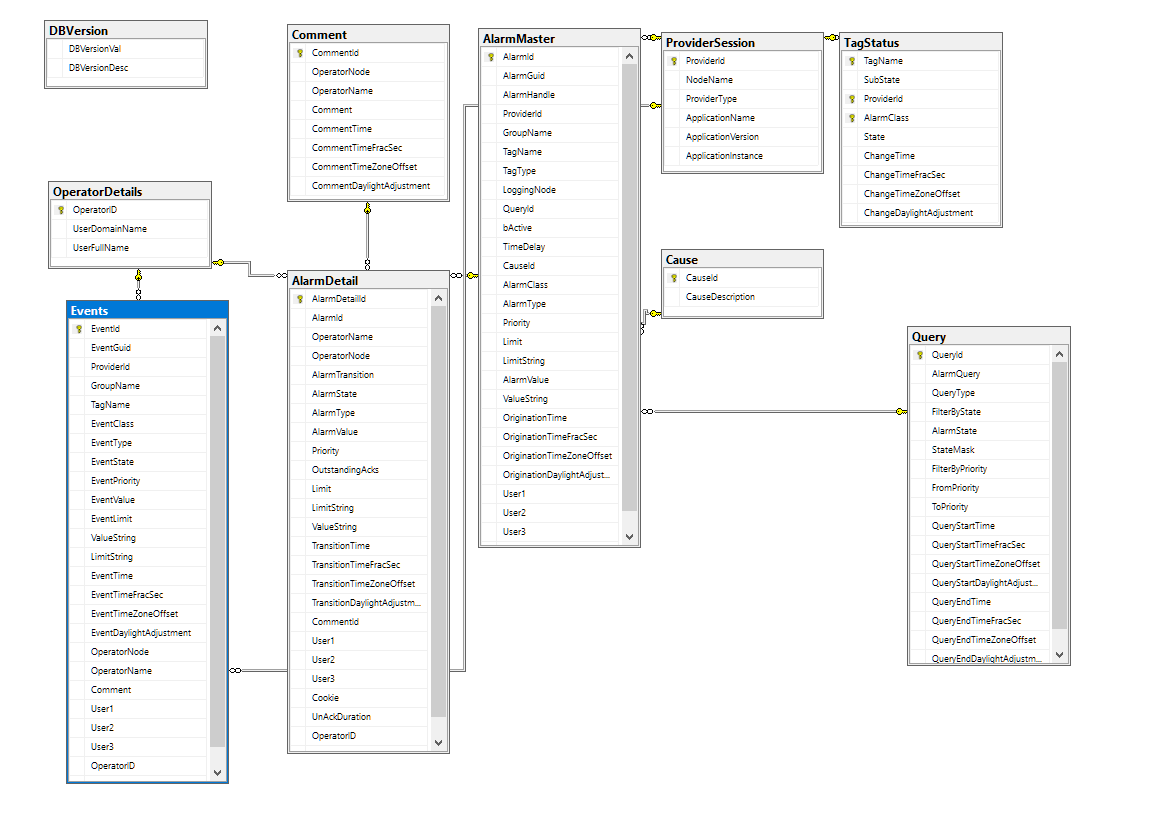 DBVersion
DBVersionVal
DBVersionDesc
Comment
CommentId
OperatorNode
OperatorName
Comment
CommentTime
CommentTimeFracSec
CommentTimeZoneOffset
CommentDaylightAdjustment
AlarmMaster
AlarmId
AlarmGuid
AlarmHandle
ProviderId
GroupName
TagName
TagType
LoggingNode
QueryId
bActive
TimeDelay
CauseId
AlarmClass
AlarmType
Priority
Limit
LimitString
AlarmValue
ValueString
OriginationTime
OriginationTimeFracSec
OriginationTimeZoneOffset
OriginationDaylightAdjust...
User1
User2
User3
ProviderSession
ProviderId
NodeName
ProviderType
ApplicationName
ApplicationVersion
ApplicationInstance
TagStatus
TagName
SubState
ProviderId
AlarmClass
State
ChangeTime
ChangeTimeFracSec
ChangeTimeZoneOffset
ChangeDaylightAdjustment
OperatorDetails
OperatorID
UserDomainName
UserFullName
Cause
CauseId
CauseDescription
Events
EventId
EventGuid
ProviderId
GroupName
TagName
EventClass
EventType
EventState
EventPriority
EventValue
EventLimit
ValueString
LimitString
EventTime
EventTimeFracSec
EventTimeZoneOffset
EventDaylightAdjustment
OperatorNode
OperatorName
Comment
User1
User2
User3
OperatorID
AlarmDetail
AlarmDetailId
AlarmId
OperatorName
OperatorNode
AlarmTransition
AlarmState
AlarmType
AlarmValue
Priority
OutstandingAcks
Limit
LimitString
ValueString
TransitionTime
TransitionTimeFracSec
TransitionTimeZoneOffset
TransitionDaylightAdjustm...
CommentId
User1
User2
User3
Cookie
UnAckDuration
OperatorID
Query
QueryId
AlarmQuery
QueryType
FilterByState
AlarmState
StateMask
FilterByPriority
FromPriority
ToPriority
QueryStartTime
QueryStartTimeFracSec
QueryStartTimeZoneOffset
QueryStartDaylightAdjust...
QueryEndTime
QueryEndTimeFracSec
QueryEndTimeZoneOffset
QueryEndDaylightAdjustm...